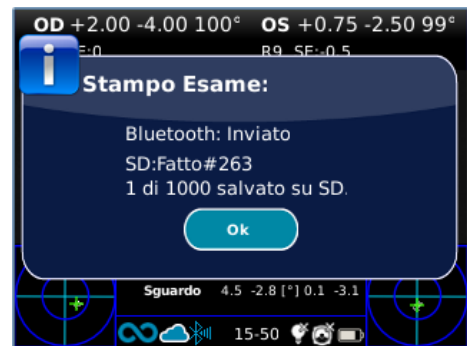 OD +2.00 -4.00 100° OS +0.75 -2.50 99°
E:0 R9 SE:-0.5
Stampo Esame:
Bluetooth: Inviato
SD:Fatto#263
1 di 1000 salvato su SD.
Ok
Sguardo 4.5 -2.8 [°] 0.1 -3.1
15-50